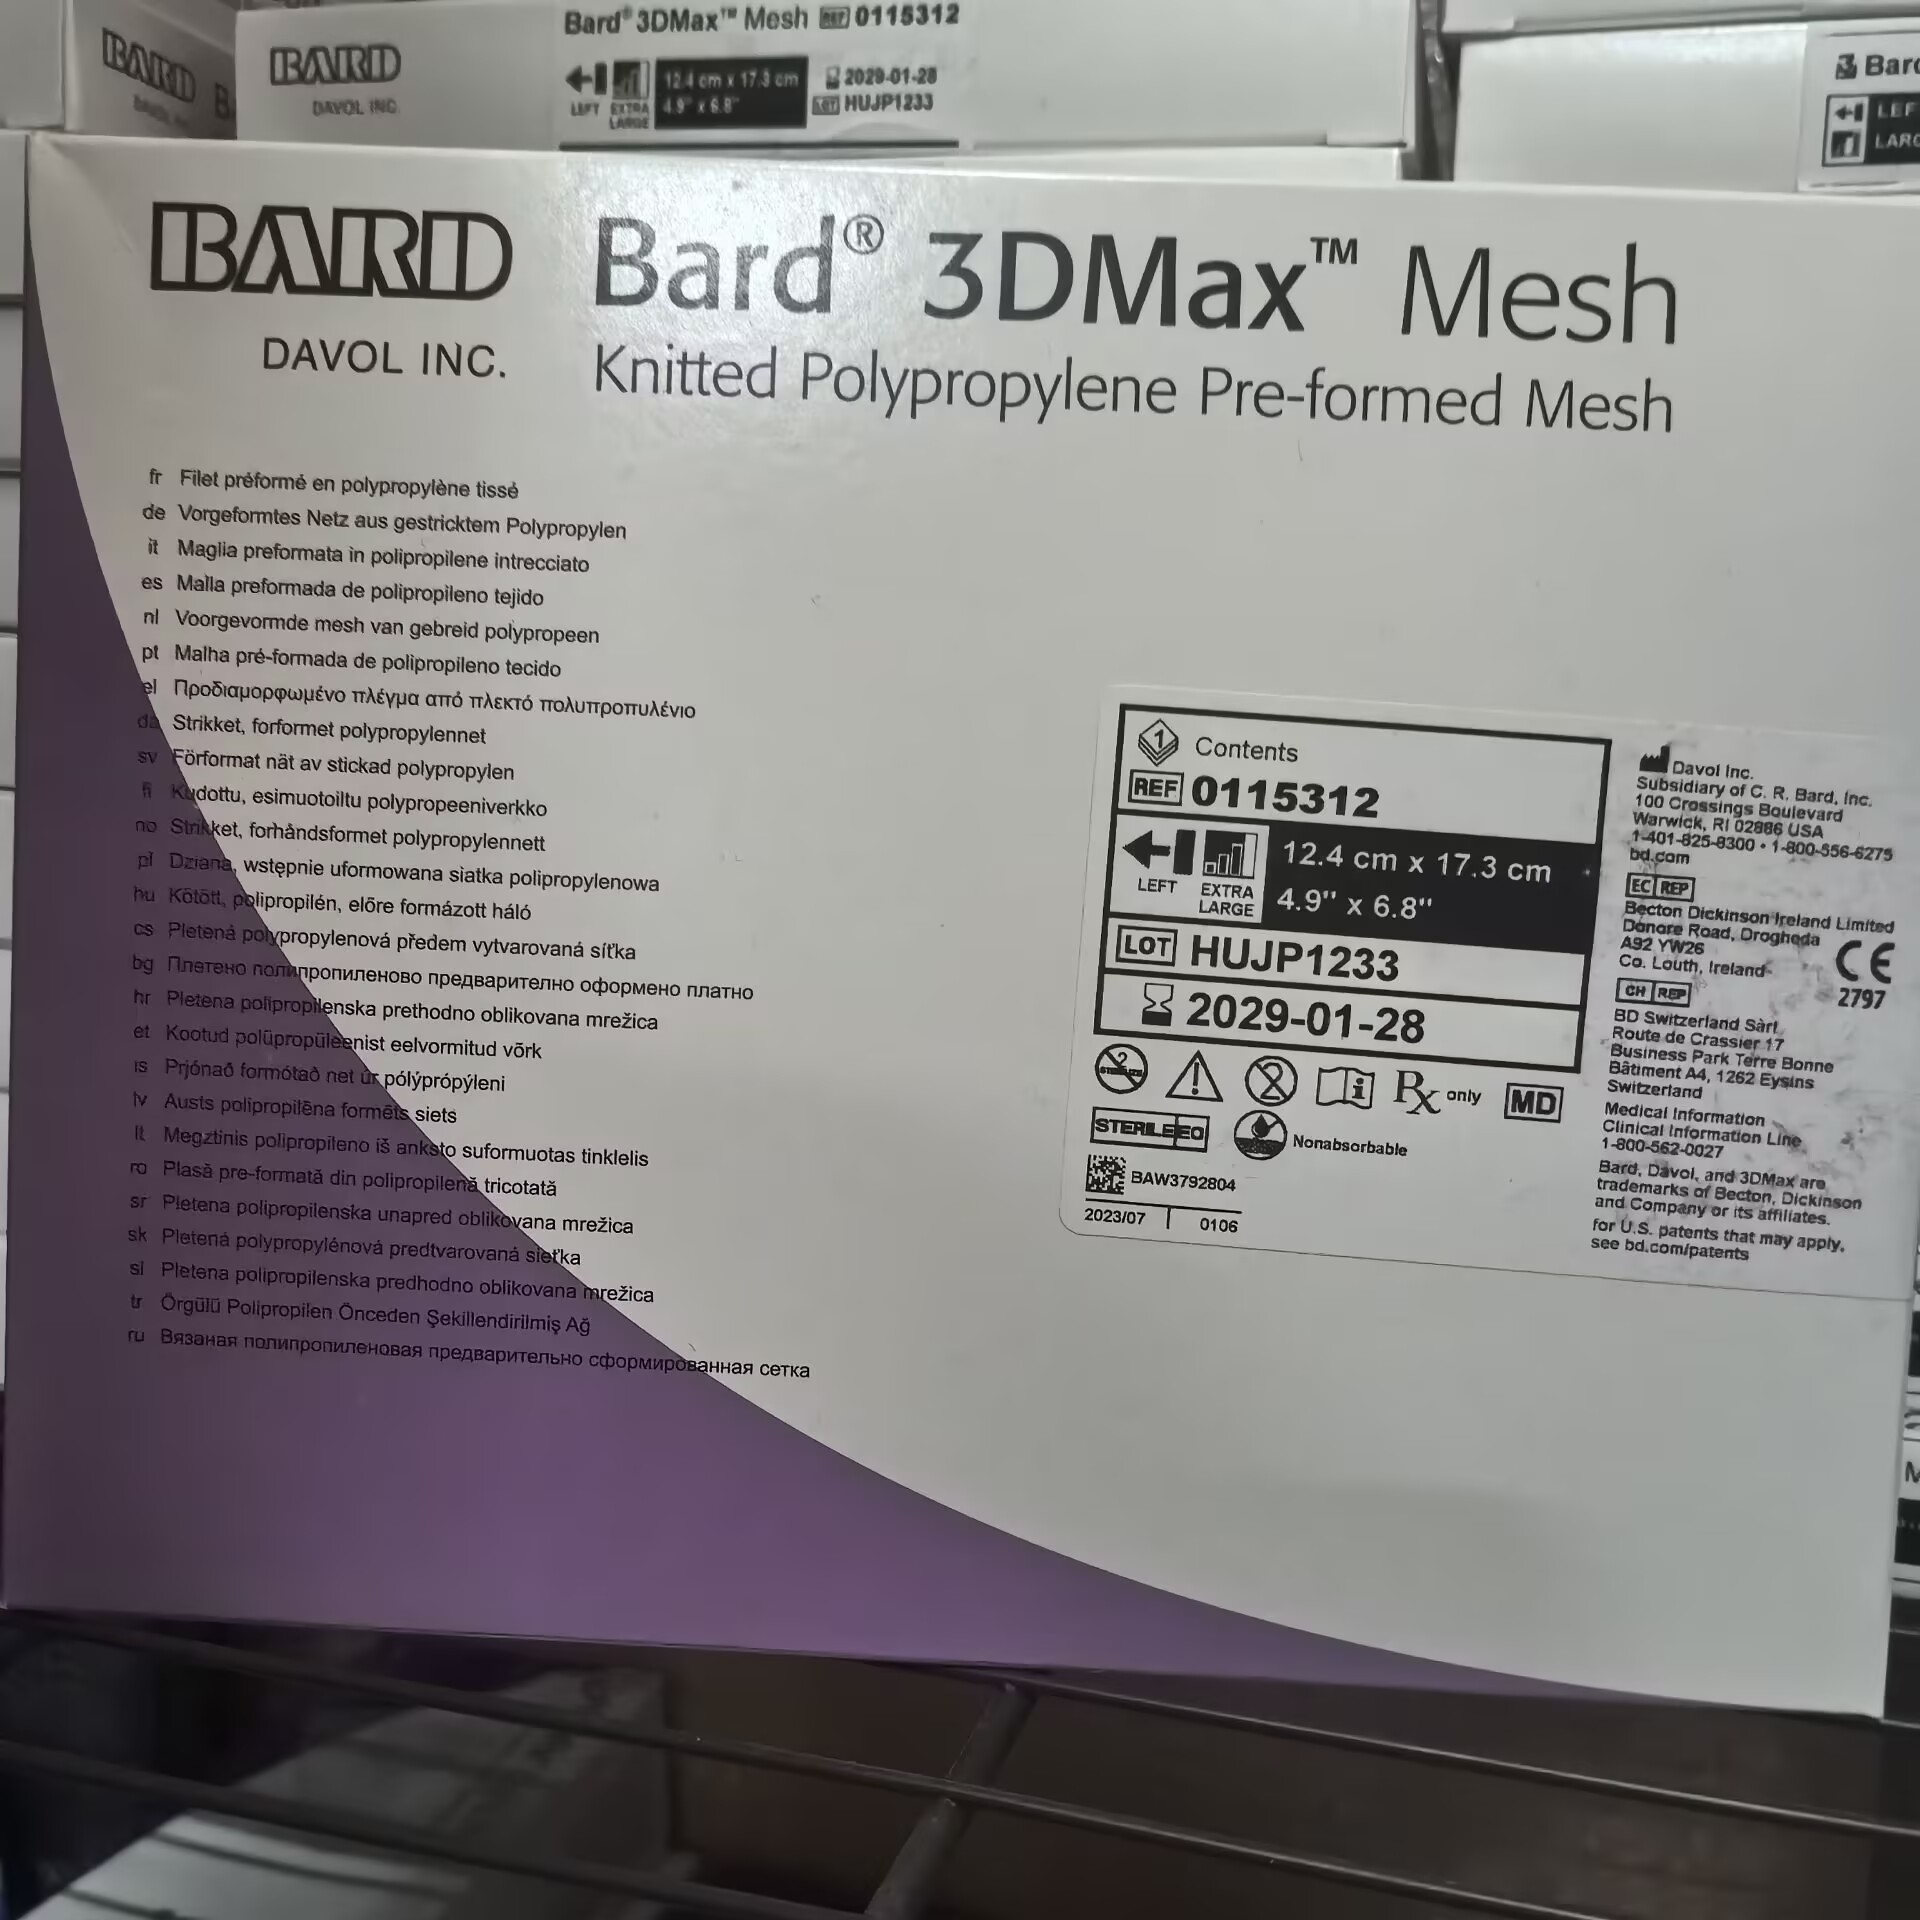 BARD
DAVOL INC.
BARD
DAVOL INC.
Bard® 3DMax™ Mesh REF 0115312
LEFT
EXTRA
LARGE
12.4 cm x 17.3 cm
4.9" x 6.8"
2029-01-28
LOT HUJP1233
Bard
LEF
LARG
BARD
DAVOL INC.
Bard® 3DMax™ Mesh
Knitted Polypropylene Pre-formed Mesh
fr Filet préformé en polypropylène tissé
de Vorgeformtes Netz aus gestricktem Polypropylen
it Maglia preformata in polipropilene intrecciato
es Malla preformada de polipropileno tejido
nl Voorgevormde mesh van gebreid polypropeen
pt Malha pré-formada de polipropileno tecido
el Προδιαμορφωμένο πλέγμα από πλεκτό πολυπροπυλένιο
da Strikket, forformet polypropylennet
sv Förformat nät av stickad polypropylen
fi Kudottu, esimuotoiltu polypropeeniverkko
no Strikket, forhåndsformet polypropylennett
pl Dziana, wstępnie uformowana siatka polipropylenowa
hu Kötött, polipropilén, előre formázott háló
cs Pletená polypropylenová předem vytvarovaná síťka
bg Плетено полипропиленово предварително оформено платно
hr Pletena polipropilenska prethodno oblikovana mrežica
et Kootud polüpropüleenist eelvormitud võrk
is Prjónað formótað net úr pólýprópýleni
lv Austs polipropilēna formēts siets
lt Megztinis polipropileno iš anksto suformuotas tinklelis
ro Plasă pre-formată din polipropilenă tricotată
sr Pletena polipropilenska unapred oblikovana mrežica
sk Pletená polypropylénová predtvarovaná sieťka
sl Pletena polipropilenska predhodno oblikovana mrežica
tr Örgülü Polipropilen Önceden Şekillendirilmiş Ağ
ru Вязаная полипропиленовая предварительно сформированная сетка
1 Contents
REF 0115312
LEFT
EXTRA
LARGE
12.4 cm x 17.3 cm
4.9" x 6.8"
LOT HUJP1233
2029-01-28
2 STERILIZE
2
i
Rx only
MD
STERILE EO
Nonabsorbable
BAW3792804
2023/07 0106
Davol Inc.
Subsidiary of C. R. Bard, Inc.
100 Crossings Boulevard
Warwick, RI 02886 USA
1-401-825-8300 • 1-800-556-6275
bd.com
EC REP
Becton Dickinson Ireland Limited
Donore Road, Drogheda
A92 YW26
Co. Louth, Ireland
CE
2797
CH REP
BD Switzerland Sàrl
Route de Crassier 17
Business Park Terre Bonne
Bâtiment A4, 1262 Eysins
Switzerland
Medical Information
Clinical Information Line
1-800-562-0027
Bard, Davol, and 3DMax are
trademarks of Becton, Dickinson
and Company or its affiliates.
for U.S. patents that may apply,
see bd.com/patents